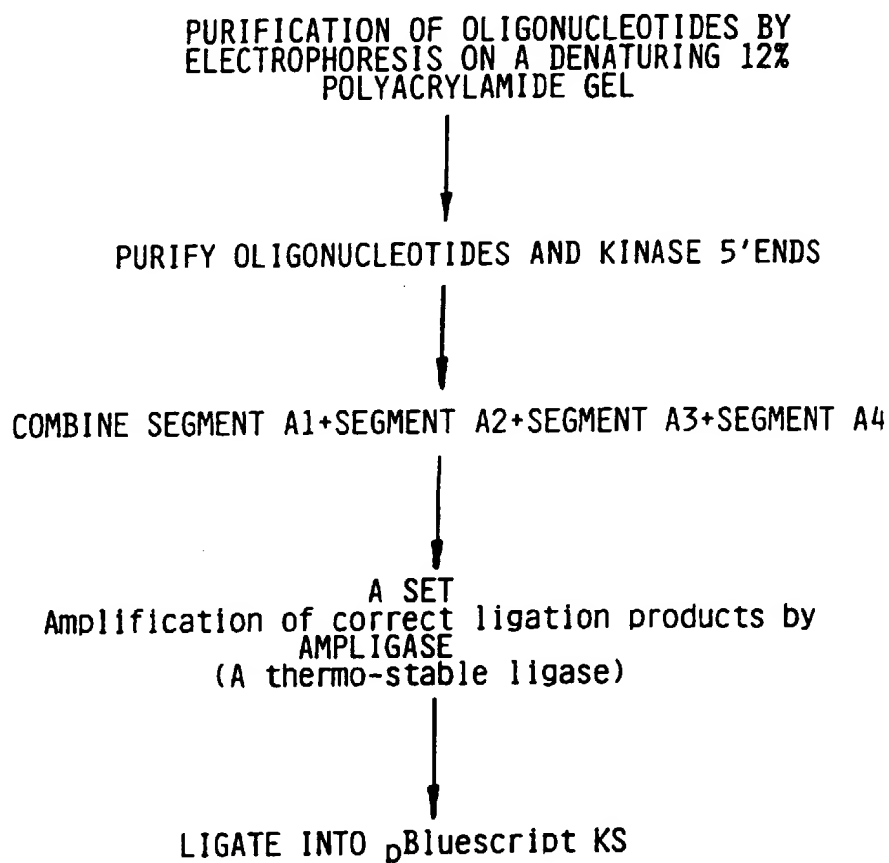 PURIFICATION OF OLIGONUCLEOTIDES BY
ELECTROPHORESIS ON A DENATURING 12%
POLYACRYLAMIDE GEL
PURIFY OLIGONUCLEOTIDES AND KINASE 5'ENDS
COMBINE SEGMENT A1+SEGMENT A2+SEGMENT A3+SEGMENT A4
A SET
Amplification of correct ligation products by
AMPLIGASE
(A thermo-stable ligase)
LIGATE INTO pBluescript KS